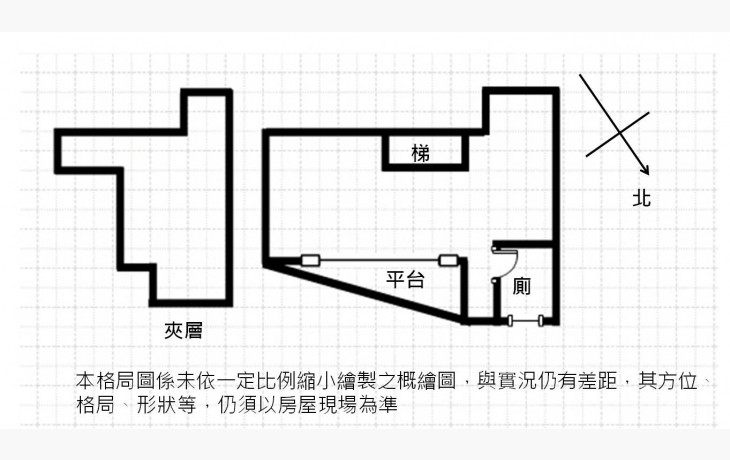 梯
北
平台
廁
夾層
本格局圖係未依一定比例縮小繪製之概繪圖，與實況仍有差距，其方位、
格局、形狀等，仍須以房屋現場為準